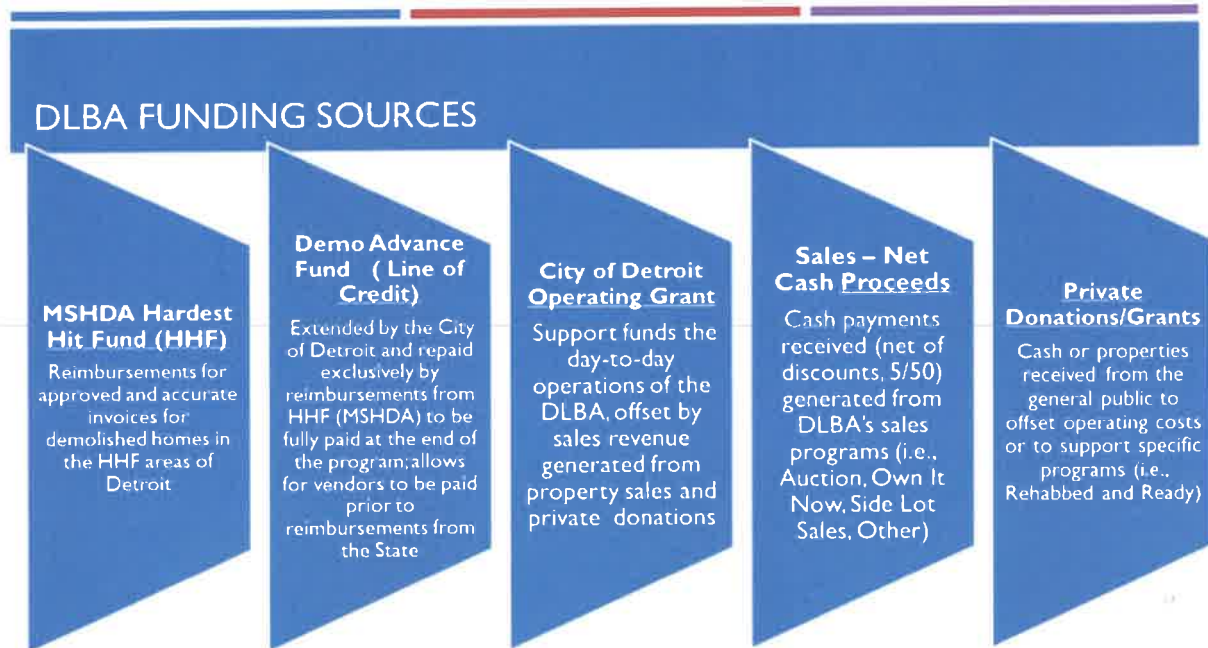 DLBA FUNDING SOURCES
MSHDA Hardest
Hit Fund (HHF)
Reimbursements for
approved and accurate
invoices for
demolished homes in
the HHF areas of
Detroit
Demo Advance
Fund ( Line of
Credit)
Extended by the City
of Detroit and repaid
exclusively by
reimbursements from
HHF (MSHDA) to be
fully paid at the end of
the program; allows
for vendors to be paid
prior to
reimbursements from
the State
City of Detroit
Operating Grant
Support funds the
day-to-day
operations of the
DLBA, offset by
sales revenue
generated from
property sales and
private donations
Sales – Net
Cash Proceeds
Cash payments
received (net of
discounts, 5/50)
generated from
DLBA's sales
programs (i.e.,
Auction, Own It
Now, Side Lot
Sales, Other)
Private
Donations/Grants
Cash or properties
received from the
general public to
offset operating costs
or to support specific
programs (i.e.,
Rehabbed and Ready)